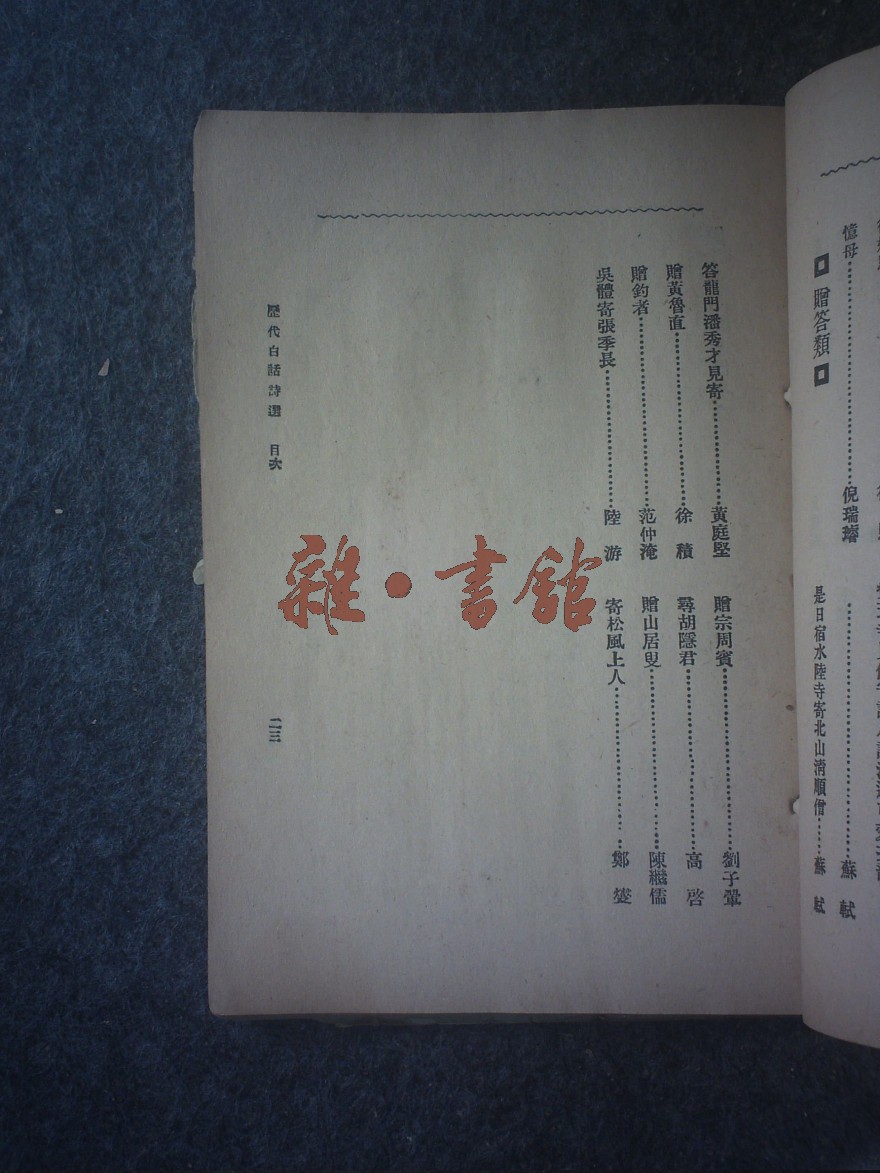 憶母……倪瑞璿
贈答類
……蘇軾
是日宿水陸寺寄北山清順僧……蘇軾
答龍門潘秀才見寄……黃庭堅
贈宗周賓……劉子翬
贈黃魯直……徐積
尋胡隱君……高啓
贈釣者……范仲淹
贈山居叟……陳繼儒
吳體寄張季長……陸游
寄松風上人……鄭燮
歷代白話詩選 目次
二三
雜·書館